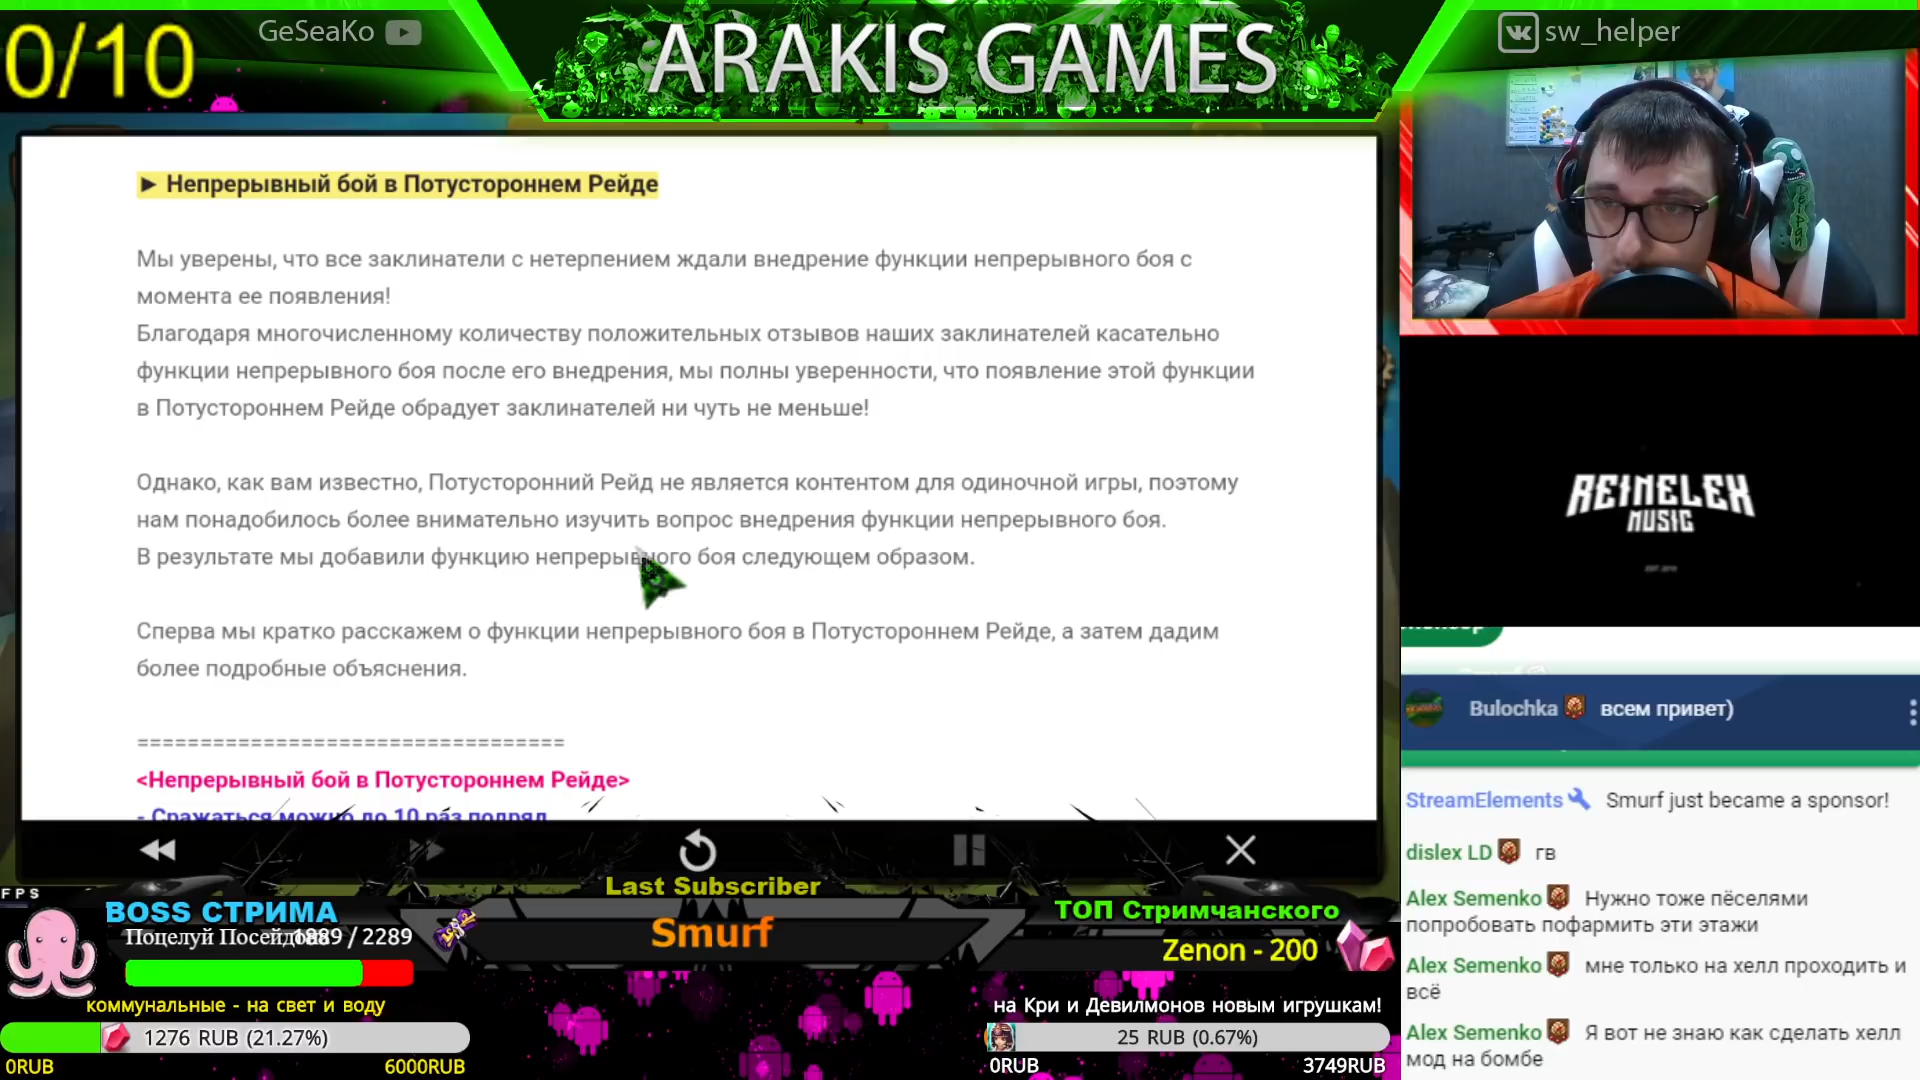 0/10
GeSeaKo
ARAKIS GAMES
sw_helper
► Непрерывный бой в Потустороннем Рейде
Мы уверены, что все заклинатели с нетерпением ждали внедрение функции непрерывного боя с
момента ее появления!
Благодаря многочисленному количеству положительных отзывов наших заклинателей касательно
функции непрерывного боя после его внедрения, мы полны уверенности, что появление этой функции
в Потустороннем Рейде обрадует заклинателей ни чуть не меньше!
Однако, как вам известно, Потусторонний Рейд не является контентом для одиночной игры, поэтому
нам понадобилось более внимательно изучить вопрос внедрения функции непрерывного боя.
В результате мы добавили функцию непрерывного боя следующем образом.
Сперва мы кратко расскажем о функции непрерывного боя в Потустороннем Рейде, а затем дадим
более подробные объяснения.
==================================
<Непрерывный бой в Потустороннем Рейде>
- Сражаться можно до 10 раз подряд
REINELEX
MUSIC
Bulochka всем привет)
StreamElements Smurf just became a sponsor!
dislex LD гв
Alex Semenko Нужно тоже пёселями
попробовать пофармить эти этажи
Alex Semenko мне только на хелл проходить и
всё
Alex Semenko Я вот не знаю как сделать хелл
мод на бомбе
FPS
BOSS СТРИМА
Поцелуй Посейдона
1889 / 2289
коммунальные - на свет и воду
1276 RUB (21.27%)
0RUB
6000RUB
Last Subscriber
Smurf
ТОП Стримчанского
Zenon - 200
на Кри и Девилмонов новым игрушкам!
25 RUB (0.67%)
0RUB
3749RUB